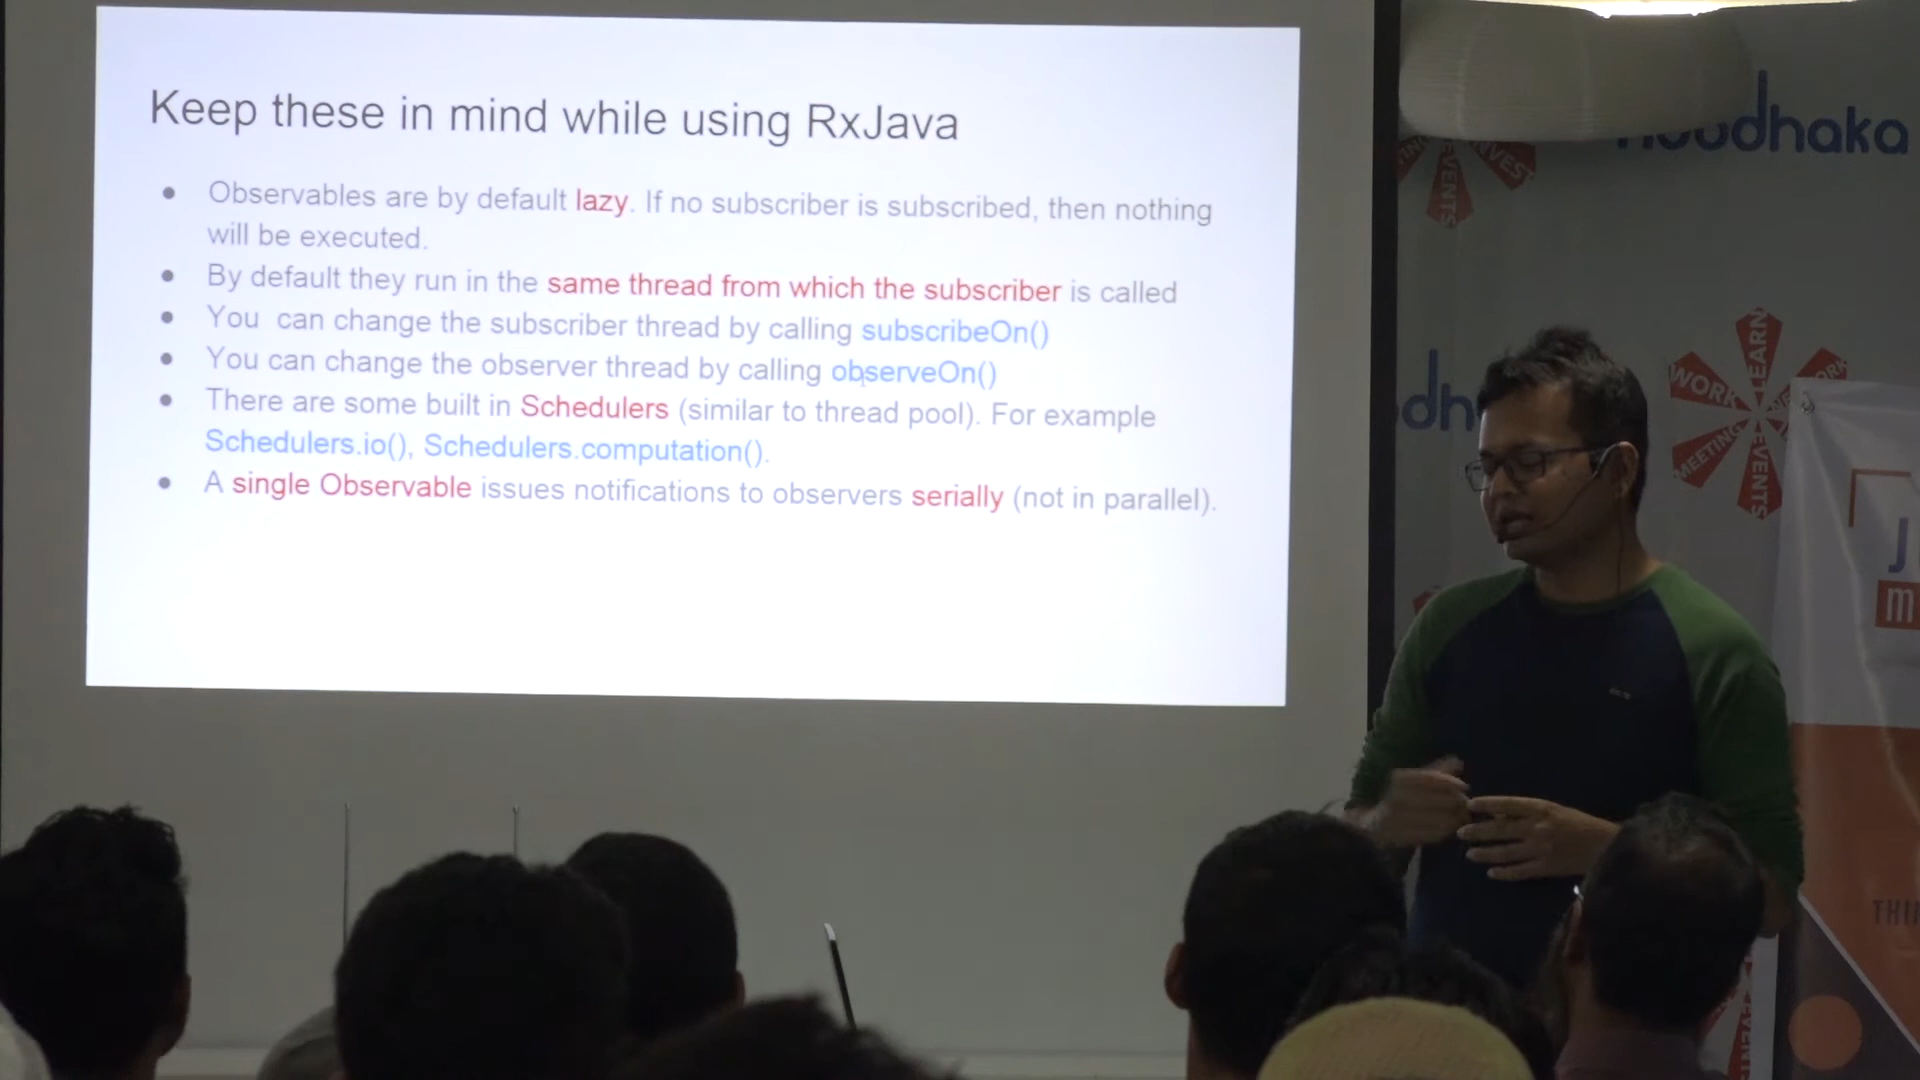 Keep these in mind while using RxJava
● Observables are by default lazy. If no subscriber is subscribed, then nothing
will be executed.
● By default they run in the same thread from which the subscriber is called
● You can change the subscriber thread by calling subscribeOn()
● You can change the observer thread by calling observeOn()
● There are some built in Schedulers (similar to thread pool). For example
Schedulers.io(), Schedulers.computation().
● A single Observable issues notifications to observers serially (not in parallel).
dhaka
EVENTS
dh
LEARN
WORK
MEETING
EVENTS
J
m